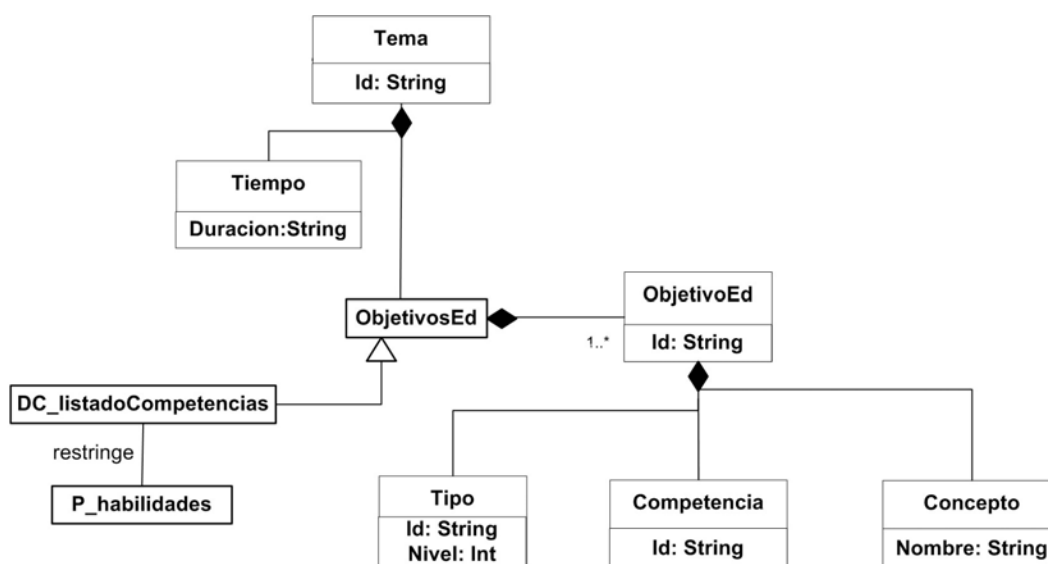 Tema
Id: String
Tiempo
Duracion:String
ObjetivosEd
1..*
ObjetivoEd
Id: String
DC_listadoCompetencias
restringe
P_habilidades
Tipo
Id: String
Nivel: Int
Competencia
Id: String
Concepto
Nombre: String